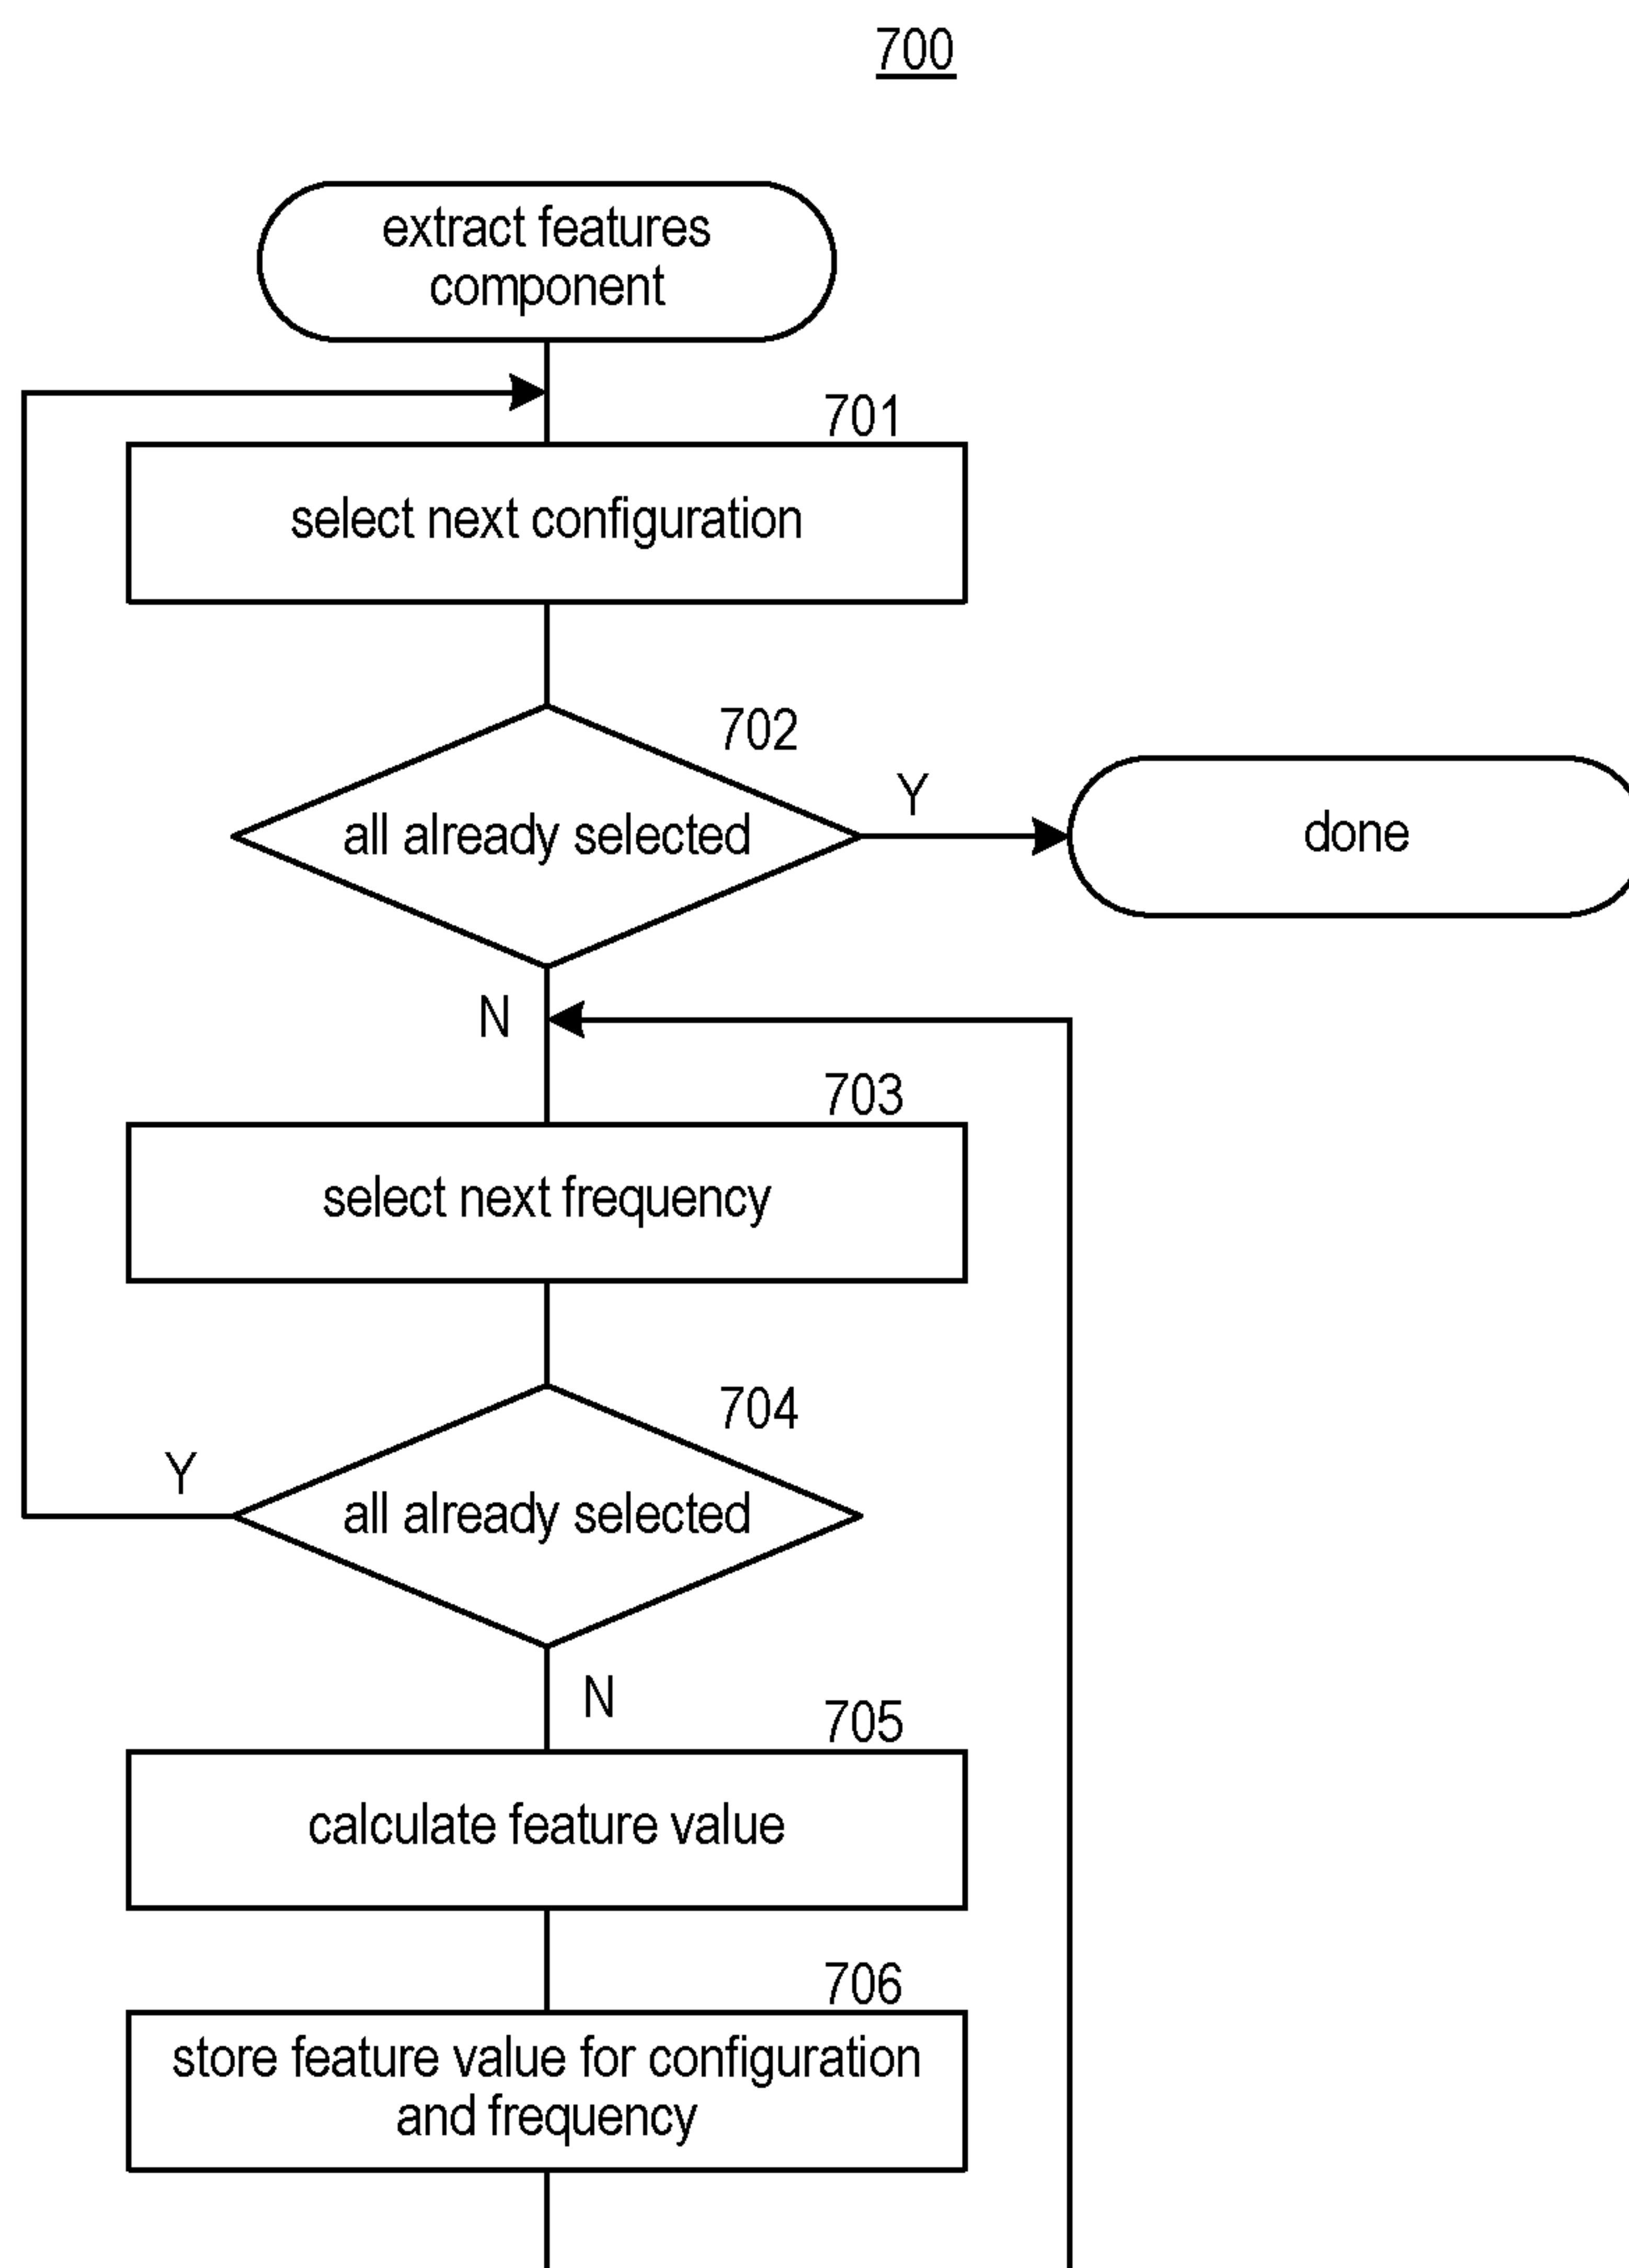 700
extract features
component
701
select next configuration
702
all already selected
Y
done
N
703
select next frequency
704
all already selected
Y
N
705
calculate feature value
706
store feature value for configuration
and frequency